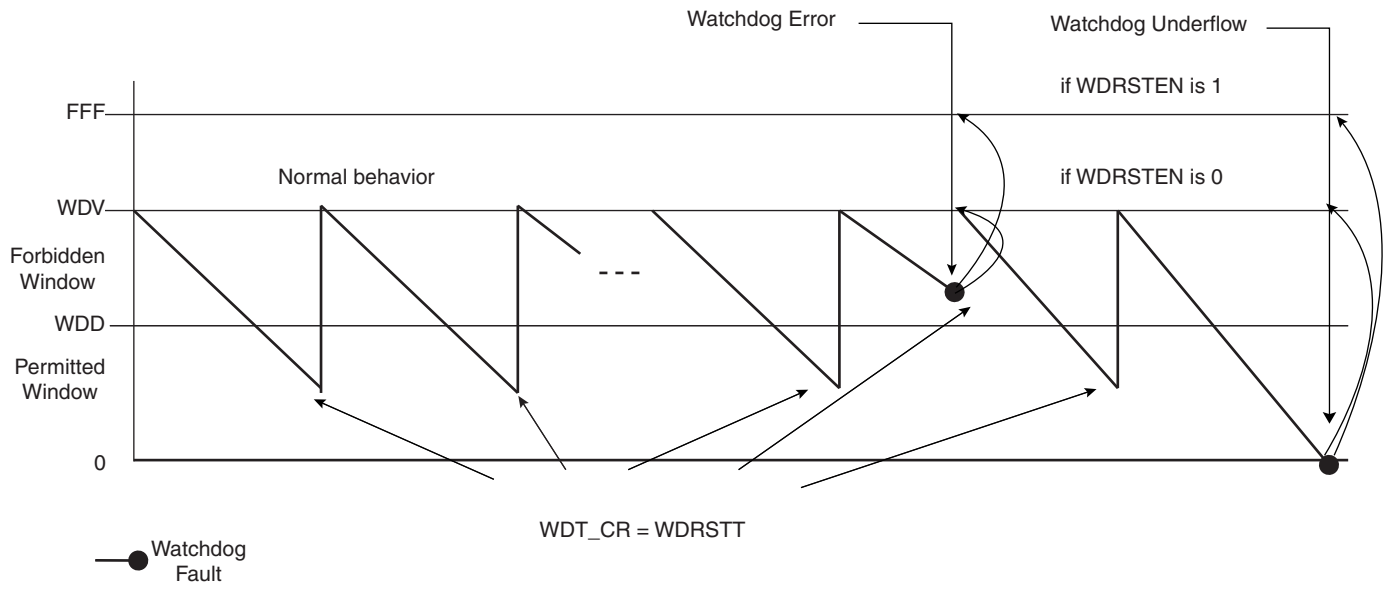 Watchdog Error
Watchdog Underflow
if WDRSTEN is 1
FFF
Normal behavior
if WDRSTEN is 0
WDV
Forbidden
Window
WDD
Permitted
Window
0
WDT_CR = WDRSTT
Watchdog
Fault